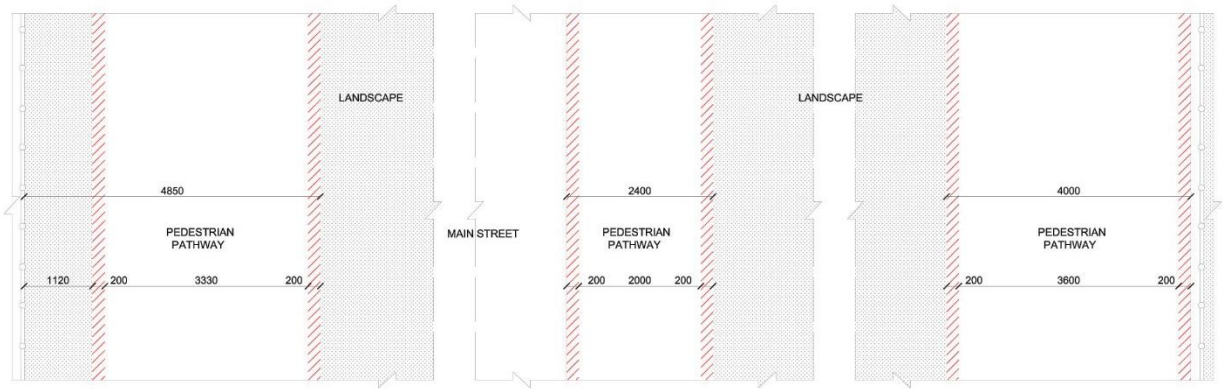 LANDSCAPE
LANDSCAPE
4850
2400
4000
PEDESTRIAN
PATHWAY
MAIN STREET
PEDESTRIAN
PATHWAY
PEDESTRIAN
PATHWAY
1120 200 3330 200
200 2000 200
200 3600 200